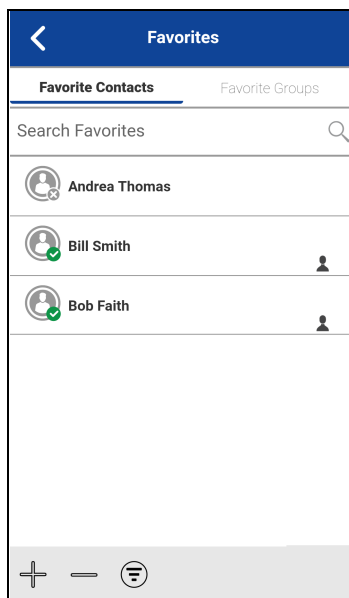 Favorites
Favorite Contacts Favorite Groups
Search Favorites
Andrea Thomas
Bill Smith
Bob Faith